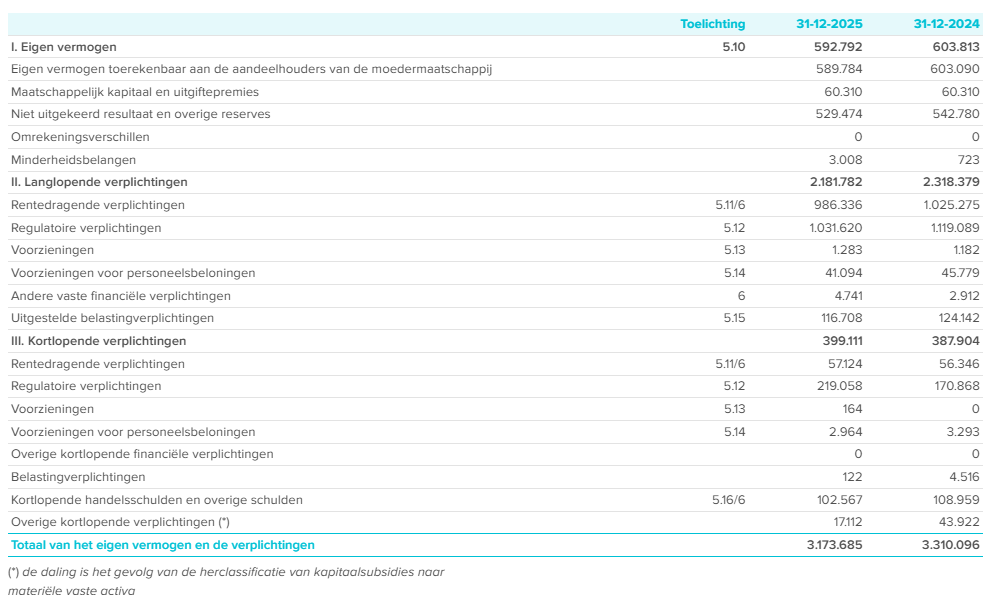 Toelichting 31-12-2025 31-12-2024
I. Eigen vermogen 5.10 592.792 603.813
Eigen vermogen toerekenbaar aan de aandeelhouders van de moedermaatschappij 589.784 603.090
Maatschappelijk kapitaal en uitgiftepremies 60.310 60.310
Niet uitgekeerd resultaat en overige reserves 529.474 542.780
Omrekeningsverschillen 0 0
Minderheidsbelangen 3.008 723
II. Langlopende verplichtingen 2.181.782 2.318.379
Rentedragende verplichtingen 5.11/6 986.336 1.025.275
Regulatoire verplichtingen 5.12 1.031.620 1.119.089
Voorzieningen 5.13 1.283 1.182
Voorzieningen voor personeelsbeloningen 5.14 41.094 45.779
Andere vaste financiële verplichtingen 6 4.741 2.912
Uitgestelde belastingverplichtingen 5.15 116.708 124.142
III. Kortlopende verplichtingen 399.111 387.904
Rentedragende verplichtingen 5.11/6 57.124 56.346
Regulatoire verplichtingen 5.12 219.058 170.868
Voorzieningen 5.13 164 0
Voorzieningen voor personeelsbeloningen 5.14 2.964 3.293
Overige kortlopende financiële verplichtingen 0 0
Belastingverplichtingen 122 4.516
Kortlopende handelsschulden en overige schulden 5.16/6 102.567 108.959
Overige kortlopende verplichtingen (*) 17.112 43.922
Totaal van het eigen vermogen en de verplichtingen 3.173.685 3.310.096
(*) de daling is het gevolg van de herclassificatie van kapitaalsubsidies naar
materiële vaste activa